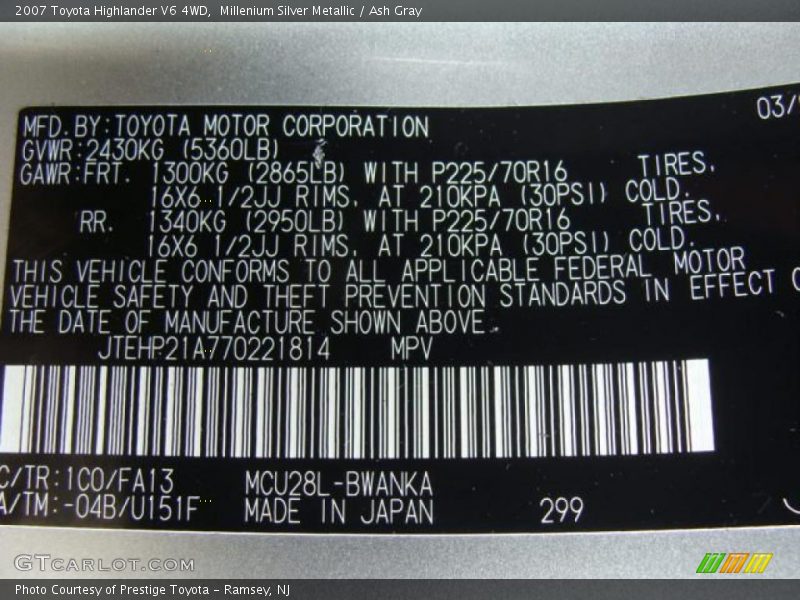 2007 Toyota Highlander V6 4WD,  Millenium Silver Metallic / Ash Gray
03/
MFD.BY:TOYOTA MOTOR CORPORATION
GVWR:2430KG (5360LB)
GAWR:FRT. 1300KG (2865LB) WITH P225/70R16 TIRES,
16X6 1/2JJ RIMS, AT 210KPA (30PSI) COLD.
RR. 1340KG (2950LB) WITH P225/70R16 TIRES,
16X6 1/2JJ RIMS, AT 210KPA (30PSI) COLD.
THIS VEHICLE CONFORMS TO ALL APPLICABLE FEDERAL MOTOR
VEHICLE SAFETY AND THEFT PREVENTION STANDARDS IN EFFECT
THE DATE OF MANUFACTURE SHOWN ABOVE.
JTEHP21A770221814 MPV
C/TR:1C0/FA13 MCU28L-BWANKA
A/TM:-04B/U151F MADE IN JAPAN 299
GTCARLOT.COM
Photo Courtesy of Prestige Toyota - Ramsey, NJ